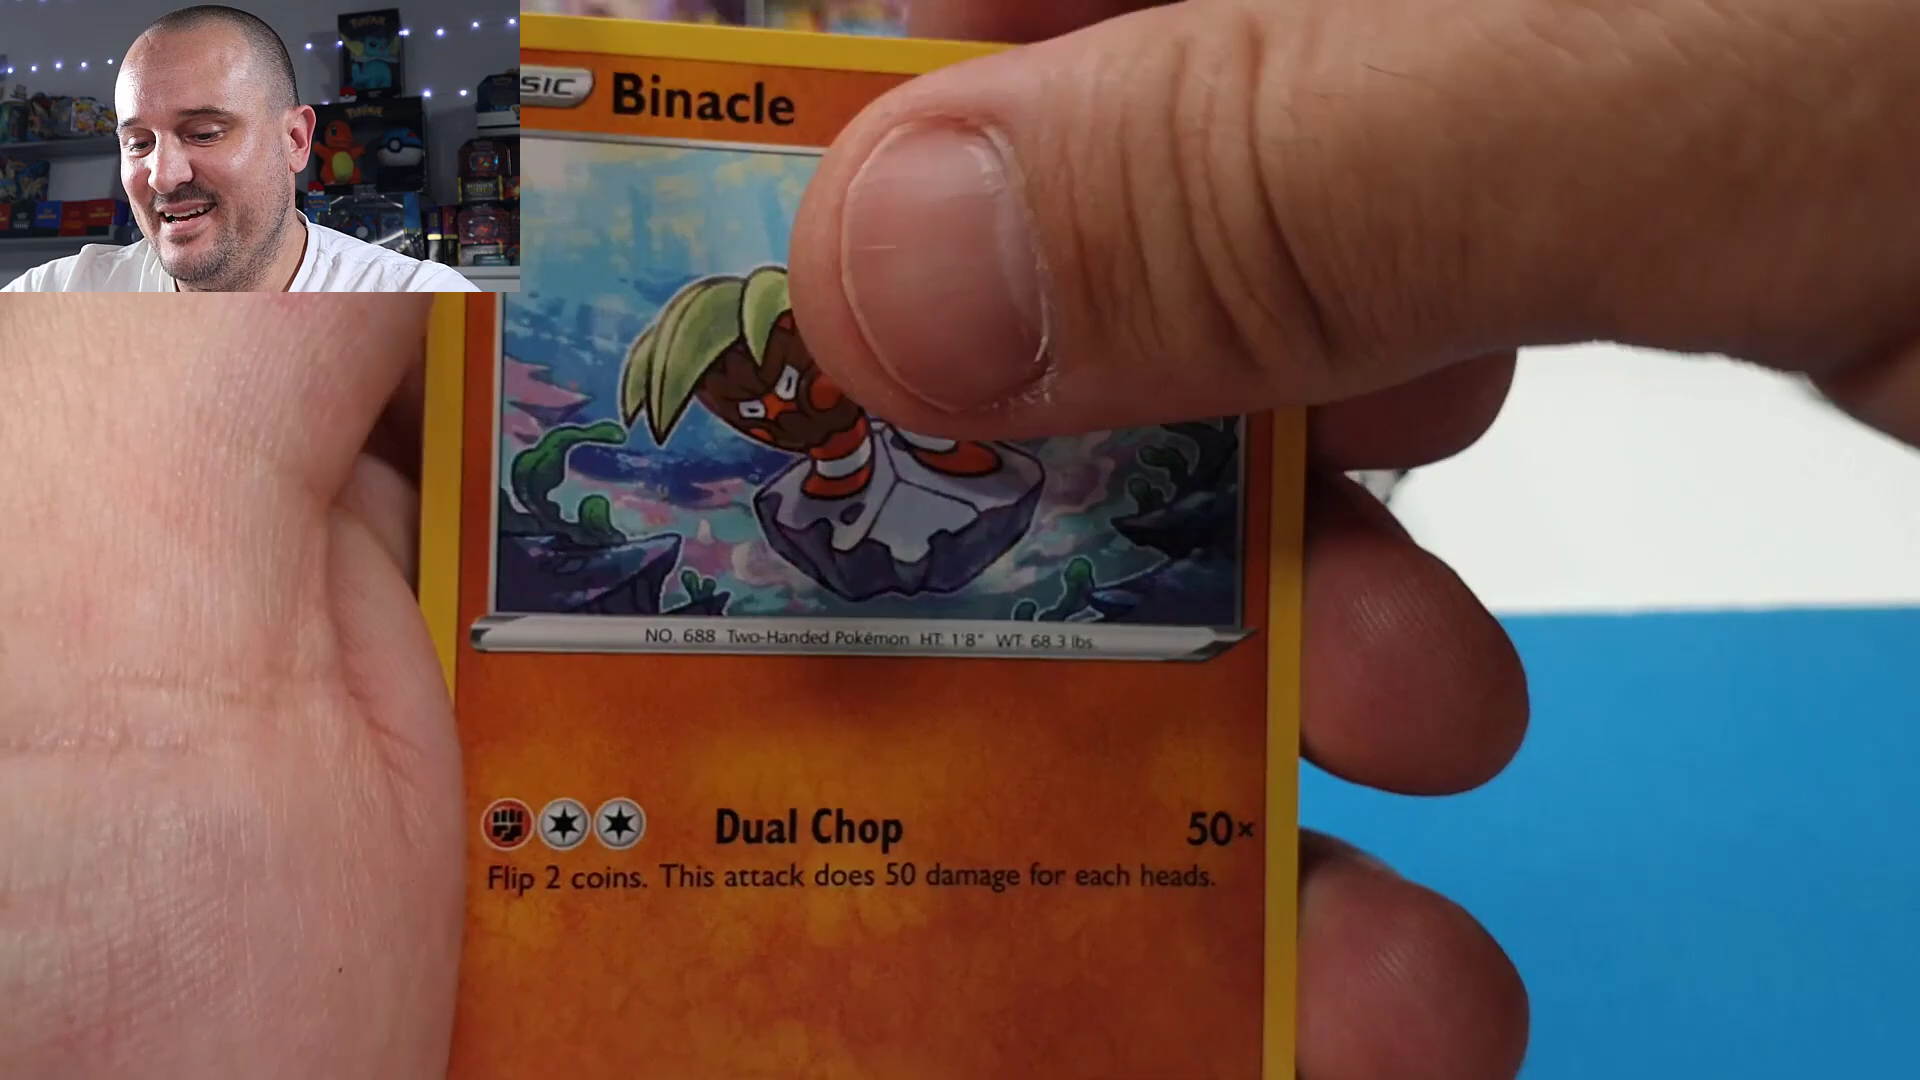 SIC Binacle
NO. 688 Two-Handed Pokémon HT: 1'8" WT: 68.3 lbs.
Dual Chop 50×
Flip 2 coins. This attack does 50 damage for each heads.